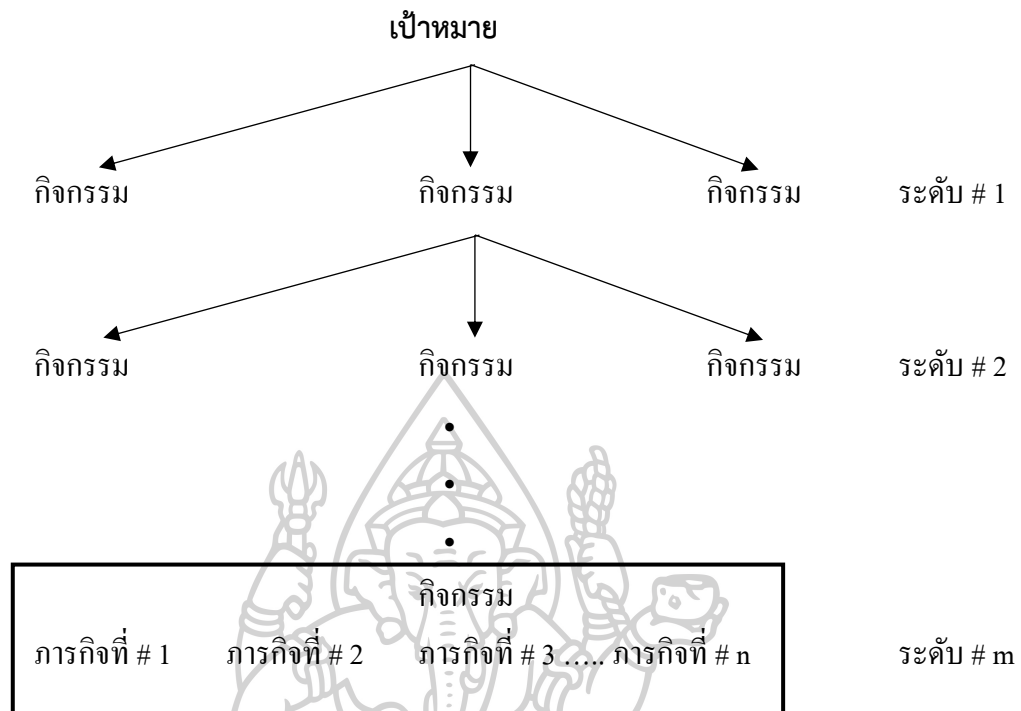 เป้าหมาย
กิจกรรม กิจกรรม กิจกรรม ระดับ # 1
กิจกรรม กิจกรรม กิจกรรม ระดับ # 2
กิจกรรม
ภารกิจที่ # 1 ภารกิจที่ # 2 ภารกิจที่ # 3 ..... ภารกิจที่ # n ระดับ # m